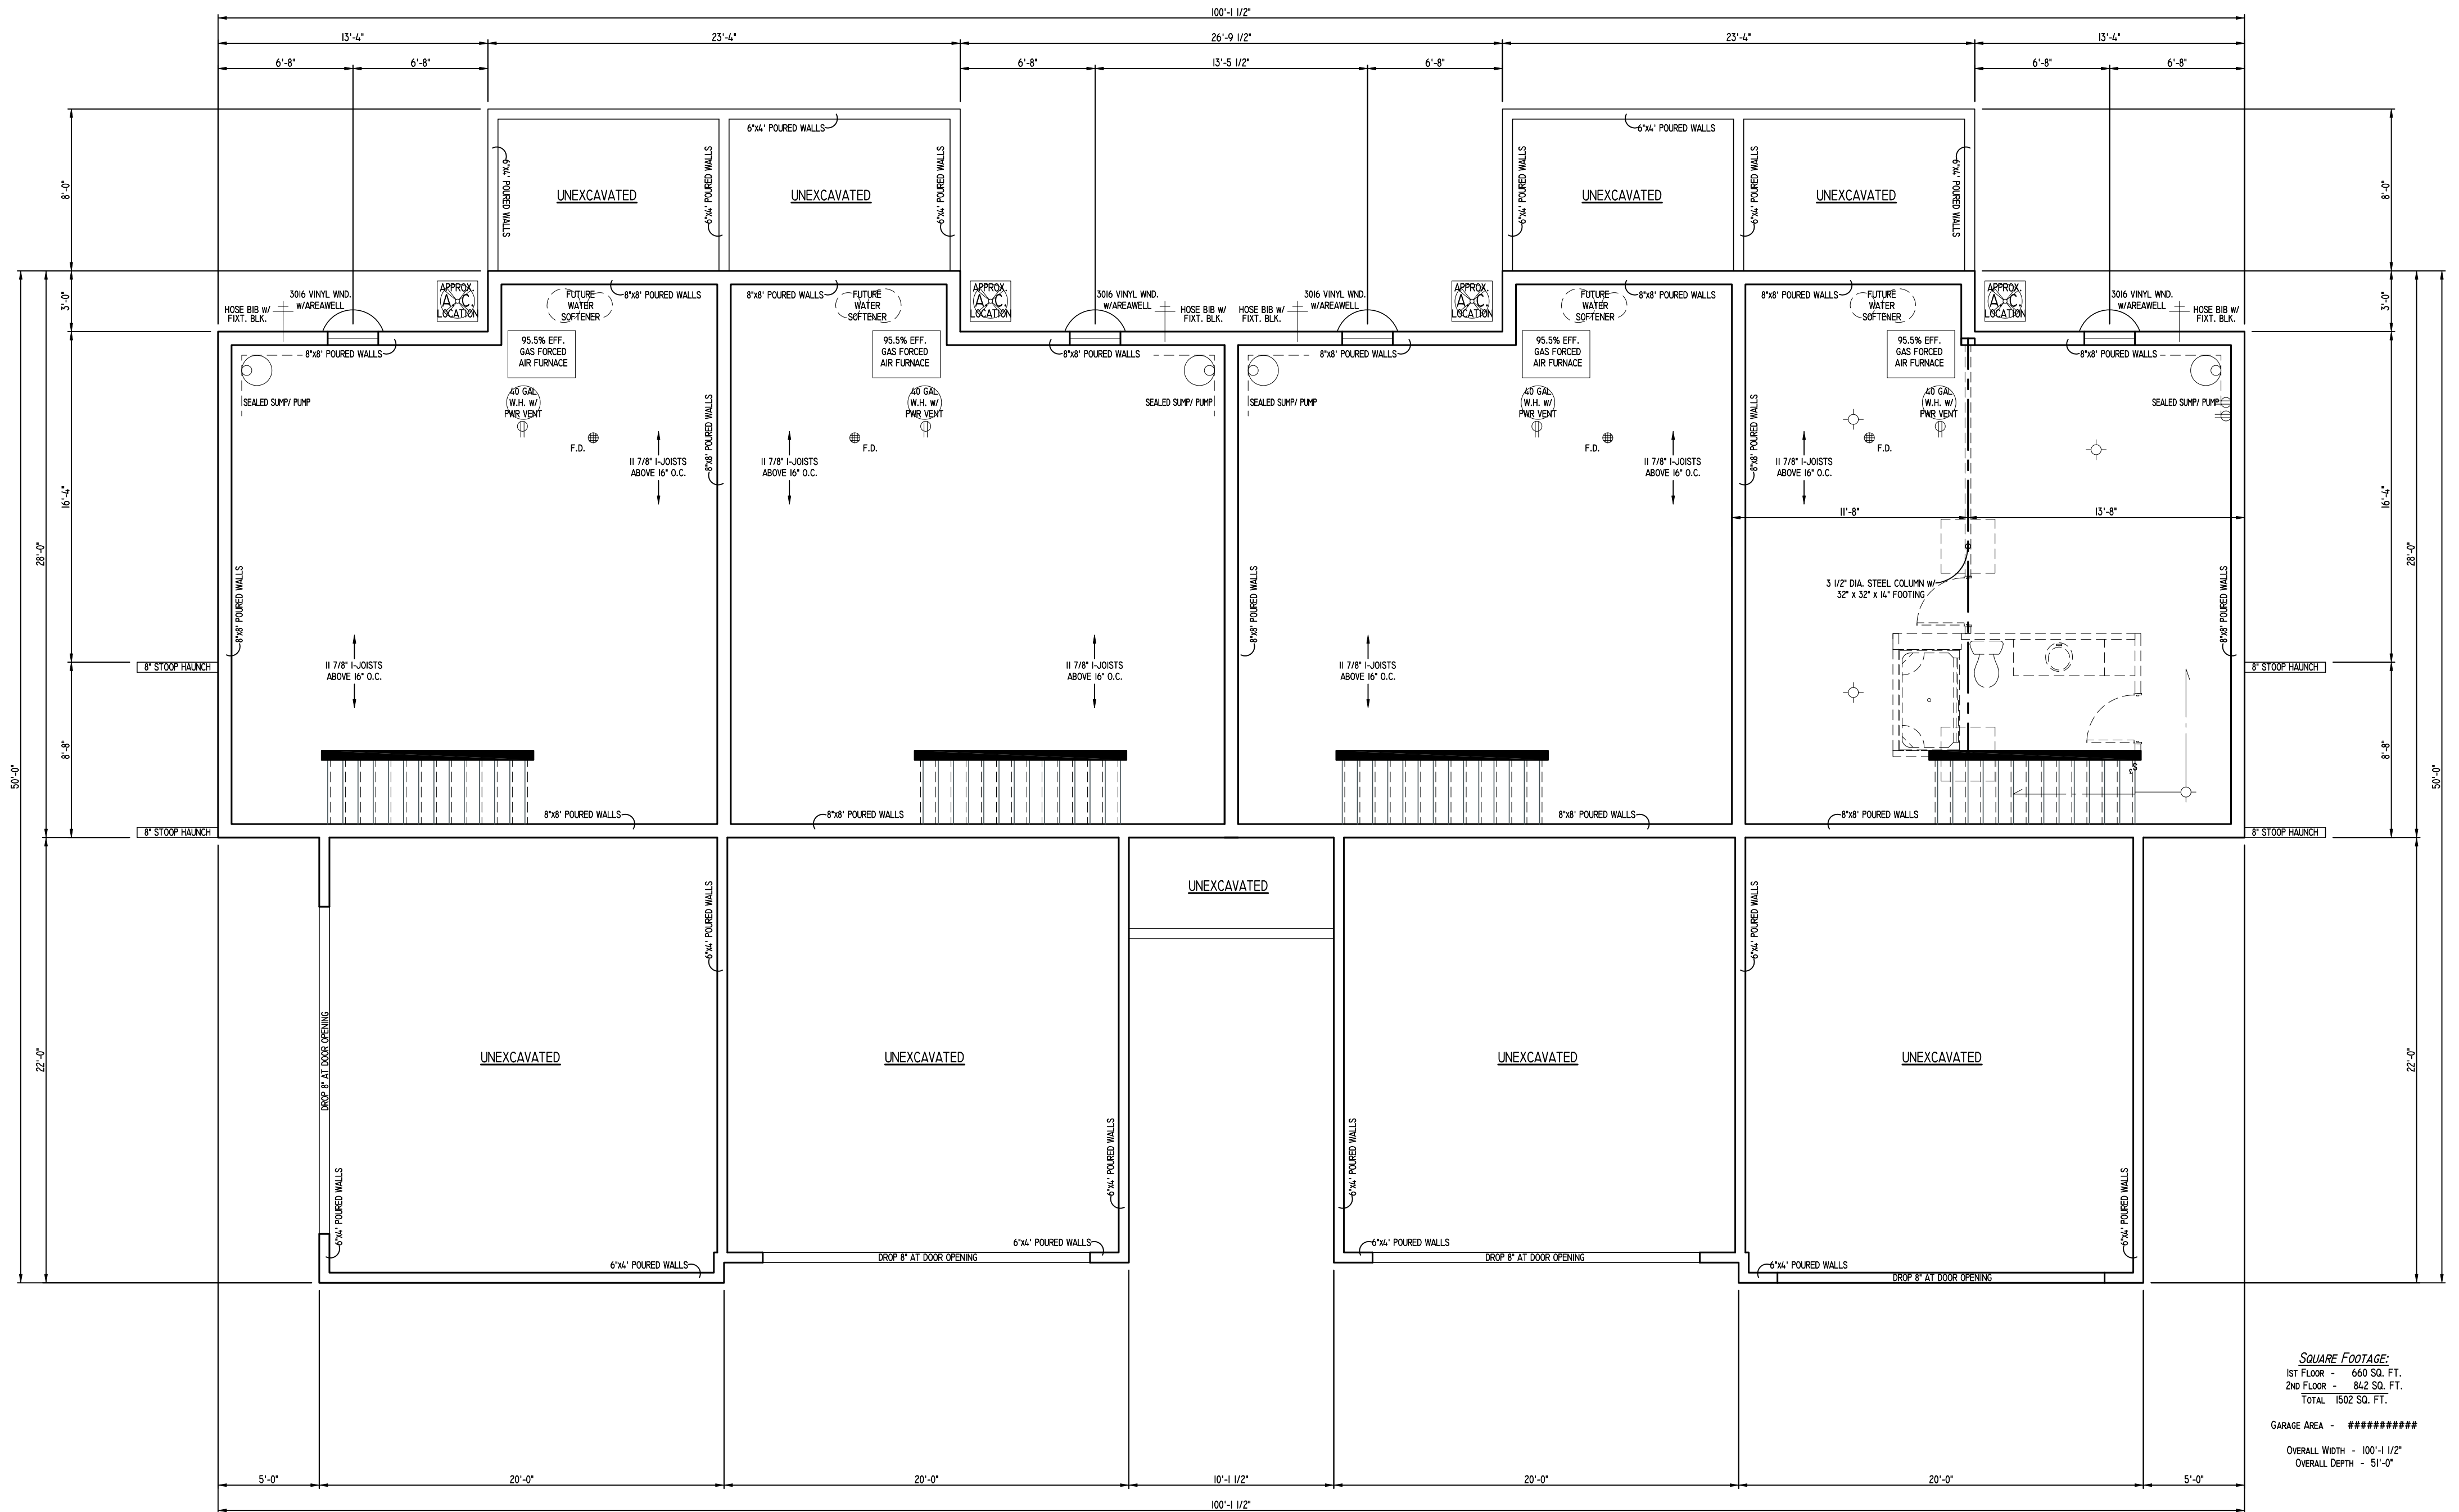 100'-1 1/2"
13'-4"
23'-4"
26'-9 1/2"
23'-4"
13'-4"
6'-8"
6'-8"
6'-8"
13'-5 1/2"
6'-8"
6'-8"
6'-8"
6"x4' POURED WALLS
6"x4' POURED WALLS
6"x4' POURED WALLS
6"x4' POURED WALLS
6"x4' POURED WALLS
6"x4' POURED WALLS
6"x4' POURED WALLS
6"x4' POURED WALLS
8'-0"
UNEXCAVATED
UNEXCAVATED
UNEXCAVATED
UNEXCAVATED
8'-0"
3'-0"
HOSE BIB w/
FIXT. BLK.
3016 VINYL WND.
w/AREAWELL
APPROX.
A.C.
LOCATION
FUTURE
WATER
SOFTENER
8"x8' POURED WALLS
8"x8' POURED WALLS
FUTURE
WATER
SOFTENER
APPROX.
A.C.
LOCATION
3016 VINYL WND.
w/AREAWELL
HOSE BIB w/
FIXT. BLK.
HOSE BIB w/
FIXT. BLK.
3016 VINYL WND.
w/AREAWELL
APPROX.
A.C.
LOCATION
FUTURE
WATER
SOFTENER
8"x8' POURED WALLS
8"x8' POURED WALLS
FUTURE
WATER
SOFTENER
APPROX.
A.C.
LOCATION
3016 VINYL WND.
w/AREAWELL
HOSE BIB w/
FIXT. BLK.
3'-0"
8"x8' POURED WALLS
95.5% EFF.
GAS FORCED
AIR FURNACE
95.5% EFF.
GAS FORCED
AIR FURNACE
8"x8' POURED WALLS
8"x8' POURED WALLS
95.5% EFF.
GAS FORCED
AIR FURNACE
95.5% EFF.
GAS FORCED
AIR FURNACE
8"x8' POURED WALLS
SEALED SUMP/ PUMP
40 GAL.
W.H. w/
PWR VENT
40 GAL.
W.H. w/
PWR VENT
SEALED SUMP/ PUMP
SEALED SUMP/ PUMP
40 GAL.
W.H. w/
PWR VENT
40 GAL.
W.H. w/
PWR VENT
SEALED SUMP/ PUMP
8"x8' POURED WALLS
8"x8' POURED WALLS
F.D.
F.D.
F.D.
F.D.
11 7/8" I-JOISTS
ABOVE 16" O.C.
11 7/8" I-JOISTS
ABOVE 16" O.C.
11 7/8" I-JOISTS
ABOVE 16" O.C.
11 7/8" I-JOISTS
ABOVE 16" O.C.
16'-4"
16'-4"
11'-8"
13'-8"
28'-0"
28'-0"
8"x8' POURED WALLS
8"x8' POURED WALLS
8"x8' POURED WALLS
3 1/2" DIA. STEEL COLUMN w/
32" x 32" x 14" FOOTING
8" STOOP HAUNCH
11 7/8" I-JOISTS
ABOVE 16" O.C.
11 7/8" I-JOISTS
ABOVE 16" O.C.
11 7/8" I-JOISTS
ABOVE 16" O.C.
8" STOOP HAUNCH
8'-8"
8'-8"
50'-0"
50'-0"
8"x8' POURED WALLS
8"x8' POURED WALLS
8"x8' POURED WALLS
8"x8' POURED WALLS
8" STOOP HAUNCH
8" STOOP HAUNCH
6"x4' POURED WALLS
UNEXCAVATED
6"x4' POURED WALLS
22'-0"
DROP 8" AT DOOR OPENING
UNEXCAVATED
UNEXCAVATED
UNEXCAVATED
UNEXCAVATED
22'-0"
6"x4' POURED WALLS
6"x4' POURED WALLS
6"x4' POURED WALLS
6"x4' POURED WALLS
6"x4' POURED WALLS
6"x4' POURED WALLS
DROP 8" AT DOOR OPENING
6"x4' POURED WALLS
DROP 8" AT DOOR OPENING
6"x4' POURED WALLS
DROP 8" AT DOOR OPENING
SQUARE FOOTAGE:
1ST FLOOR - 660 SQ. FT.
2ND FLOOR - 842 SQ. FT.
TOTAL 1502 SQ. FT.
GARAGE AREA - ###########
OVERALL WIDTH - 100'-1 1/2"
OVERALL DEPTH - 51'-0"
5'-0"
20'-0"
20'-0"
10'-1 1/2"
20'-0"
20'-0"
5'-0"
100'-1 1/2"